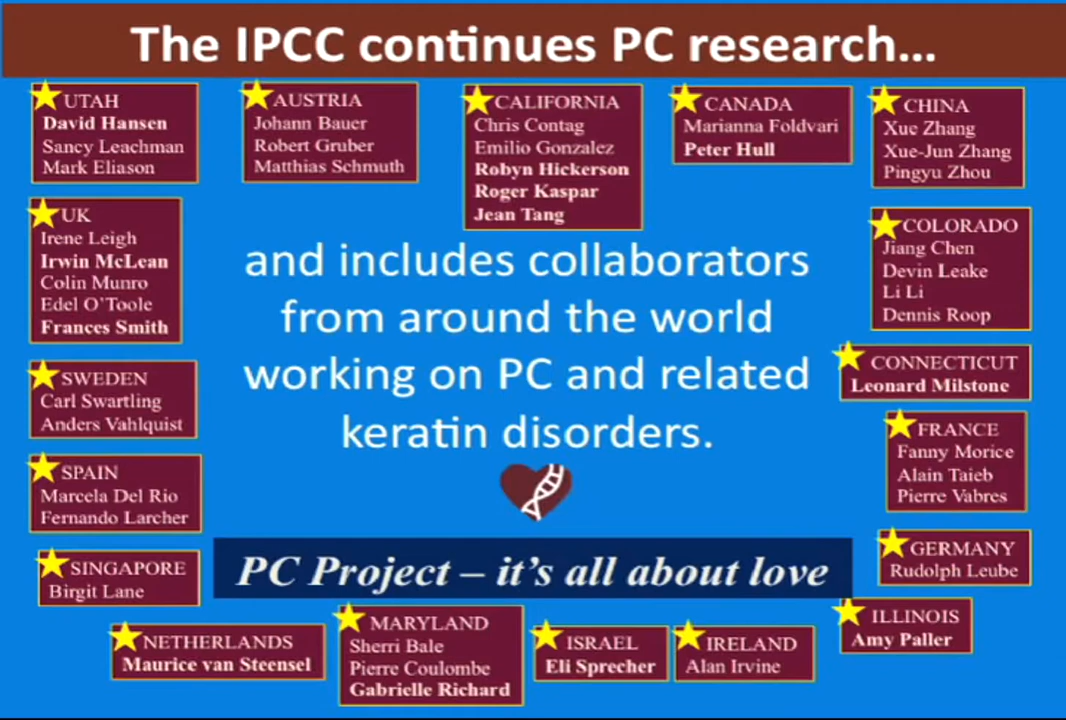 The IPCC continues PC research...
UTAH
David Hansen
Sancy Leachman
Mark Eliason
AUSTRIA
Johann Bauer
Robert Gruber
Matthias Schmuth
CALIFORNIA
Chris Contag
Emilio Gonzalez
Robyn Hickerson
Roger Kaspar
Jean Tang
CANADA
Marianna Foldvari
Peter Hull
CHINA
Xue Zhang
Xue-Jun Zhang
Pingyu Zhou
UK
Irene Leigh
Irwin McLean
Colin Munro
Edel O'Toole
Frances Smith
and includes collaborators
from around the world
working on PC and related
keratin disorders.
COLORADO
Jiang Chen
Devin Leake
Li Li
Dennis Roop
SWEDEN
Carl Swartling
Anders Vahlquist
CONNECTICUT
Leonard Milstone
FRANCE
Fanny Morice
Alain Taieb
Pierre Vabres
SPAIN
Marcela Del Rio
Fernando Larcher
GERMANY
Rudolph Leube
SINGAPORE
Birgit Lane
PC Project – it's all about love
ILLINOIS
Amy Paller
NETHERLANDS
Maurice van Steensel
MARYLAND
Sherri Bale
Pierre Coulombe
Gabrielle Richard
ISRAEL
Eli Sprecher
IRELAND
Alan Irvine